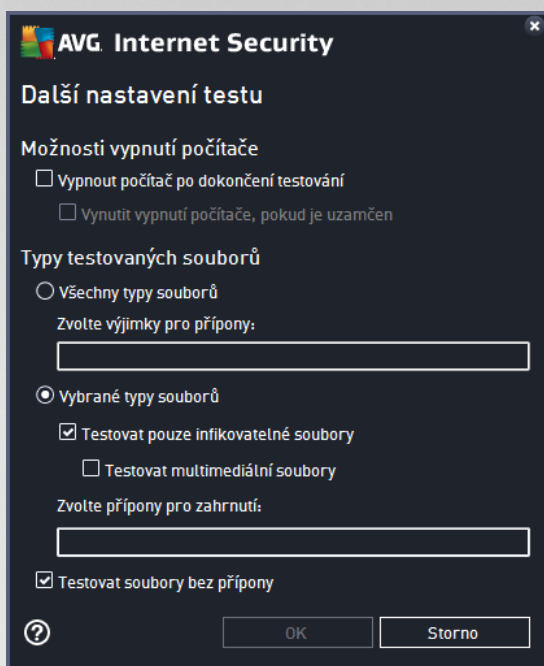 AVG. Internet Security
Další nastavení testu
Možnosti vypnutí počítače
Vypnout počítač po dokončení testování
Vynutit vypnutí počítače, pokud je uzamčen
Typy testovaných souborů
Všechny typy souborů
Zvolte výjimky pro přípony:
Vybrané typy souborů
Testovat pouze infikovatelné soubory
Testovat multimediální soubory
Zvolte přípony pro zahrnutí:
Testovat soubory bez přípony
? OK Storno